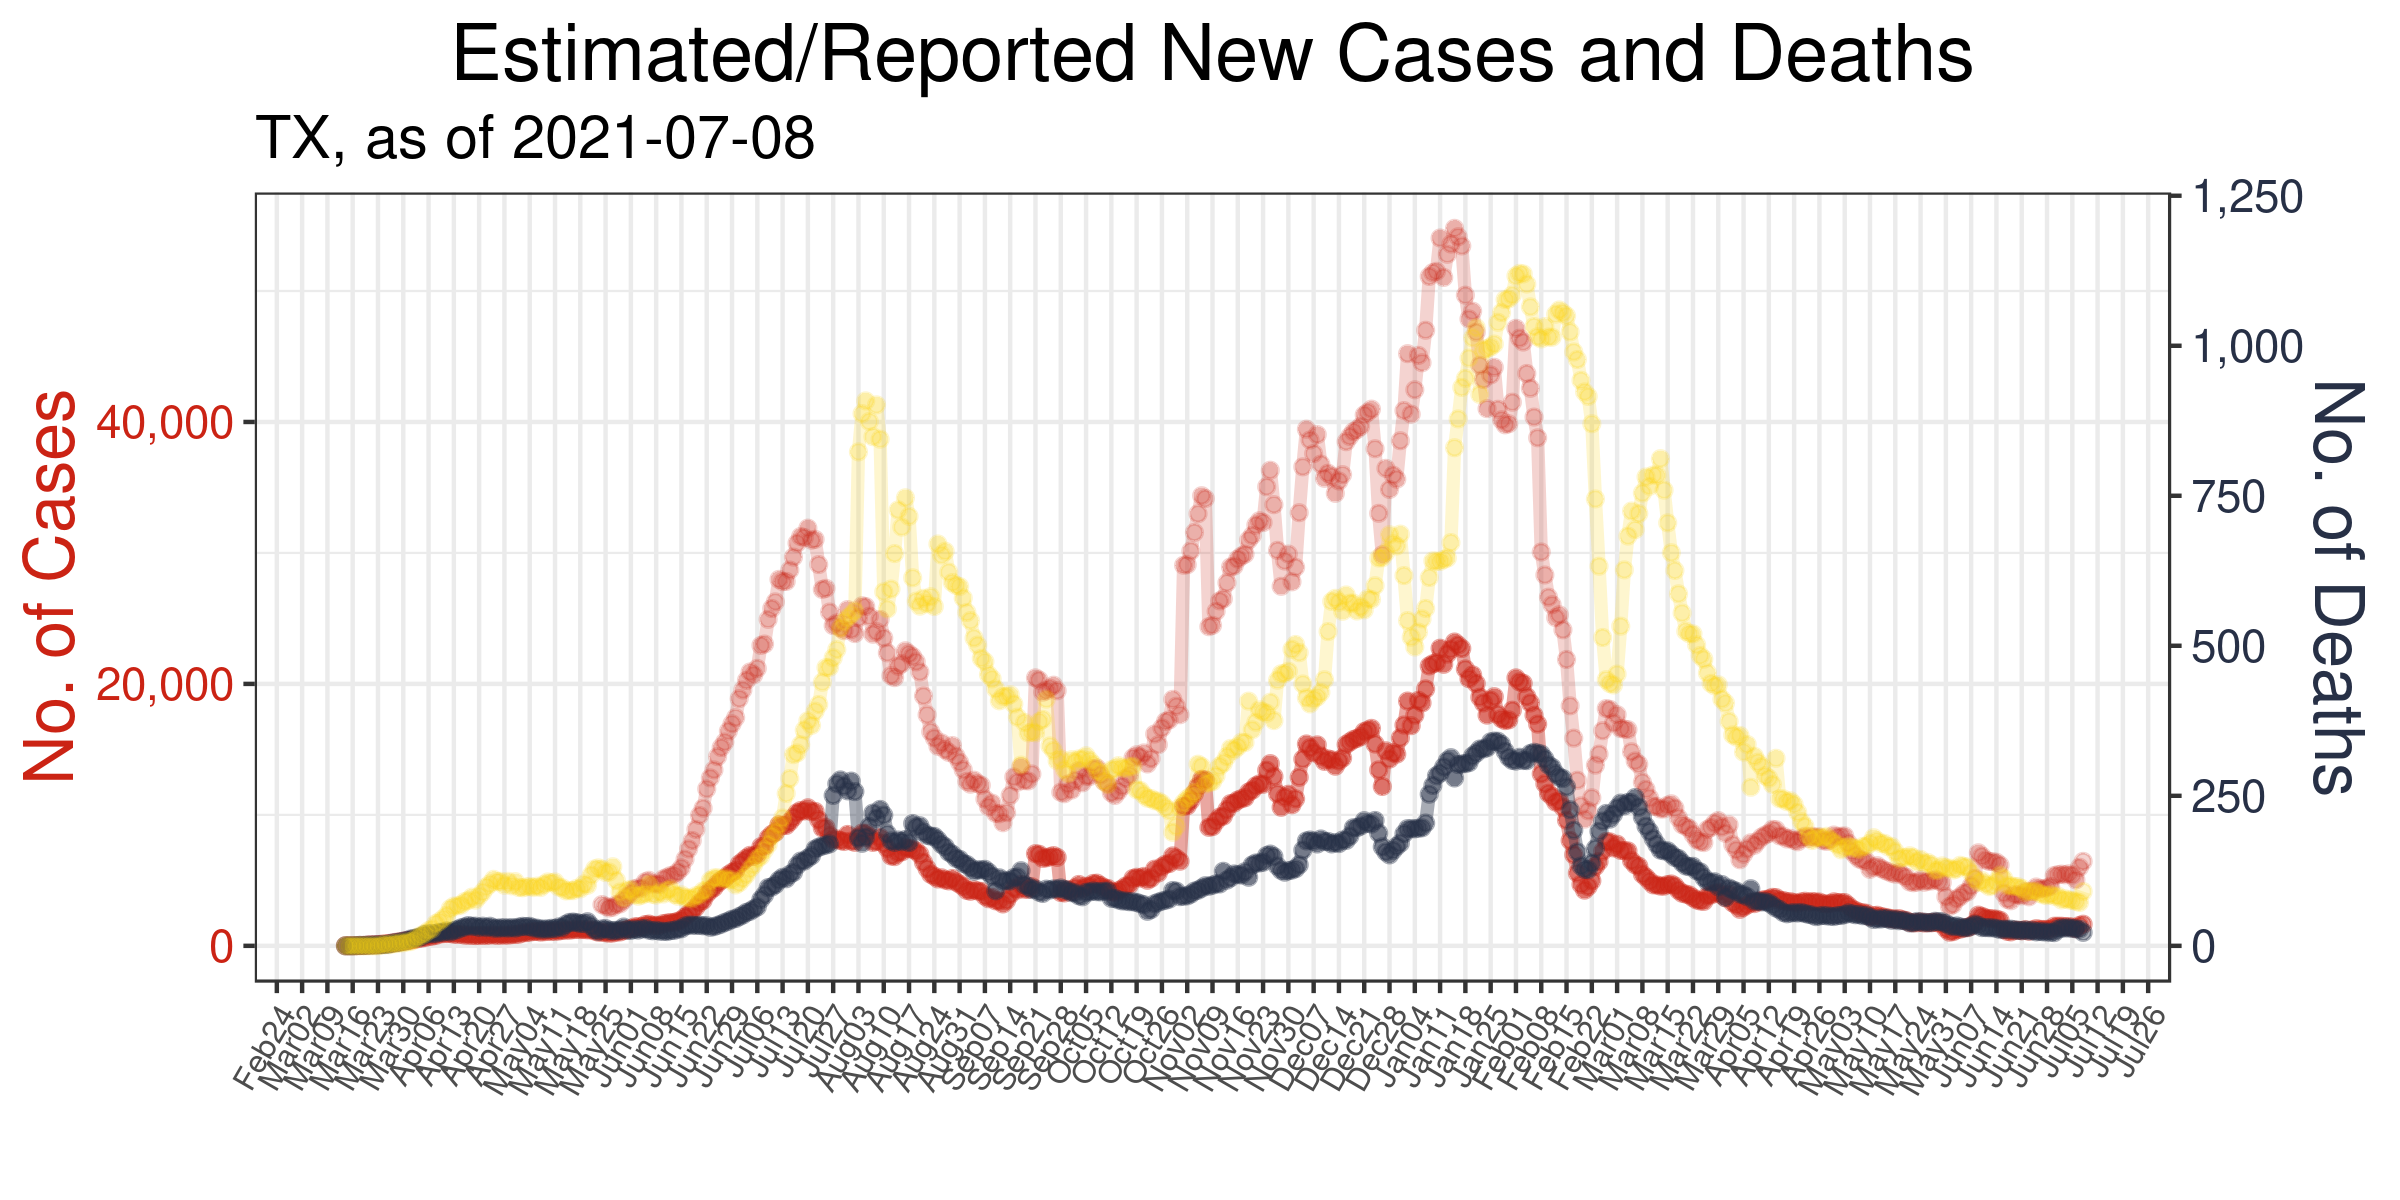 Estimated/Reported New Cases and Deaths
TX, as of 2021-07-08
No. of Cases
40,000
20,000
0
1,250
1,000
750
500
250
0
No. of Deaths
Feb24
Mar02
Mar09
Mar16
Mar23
Mar30
Apr06
Apr13
Apr20
Apr27
May04
May11
May18
May25
Jun01
Jun08
Jun15
Jun22
Jun29
Jul06
Jul13
Jul20
Jul27
Aug03
Aug10
Aug17
Aug24
Aug31
Sep07
Sep14
Sep21
Sep28
Oct05
Oct12
Oct19
Oct26
Nov02
Nov09
Nov16
Nov23
Nov30
Dec07
Dec14
Dec21
Dec28
Jan04
Jan11
Jan18
Jan25
Feb01
Feb08
Feb15
Feb22
Mar01
Mar08
Mar15
Mar22
Mar29
Apr05
Apr12
Apr19
Apr26
May03
May10
May17
May24
May31
Jun07
Jun14
Jun21
Jun28
Jul05
Jul12
Jul19
Jul26